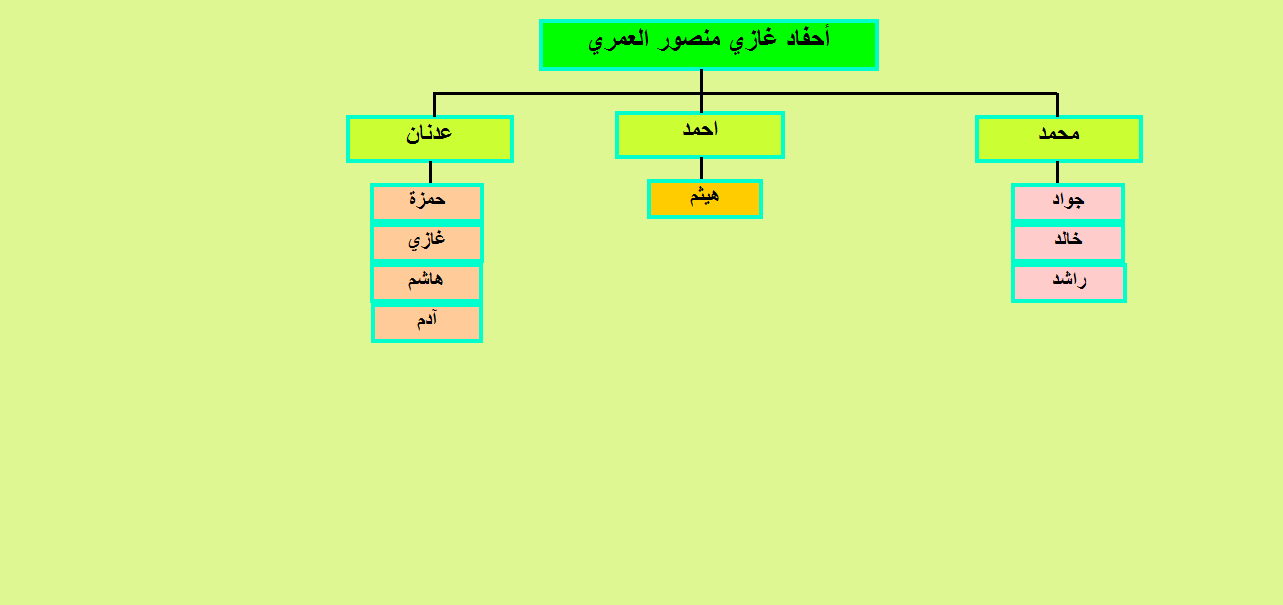 أحفاد غازي منصور العمري
محمد
احمد
عدنان
جواد
خالد
راشد
هيثم
حمزة
غازي
هاشم
آدم